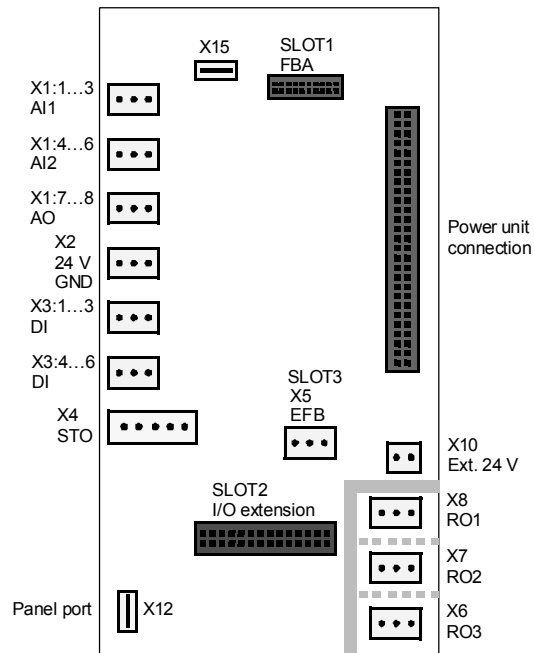 X15
SLOT1
FBA
X1:1…3
AI1
X1:4…6
AI2
X1:7…8
AO
X2
24 V
GND
X3:1…3
DI
X3:4…6
DI
X4
STO
Power unit
connection
SLOT3
X5
EFB
X10
Ext. 24 V
SLOT2
I/O extension
X8
RO1
X7
RO2
X6
RO3
Panel port
X12